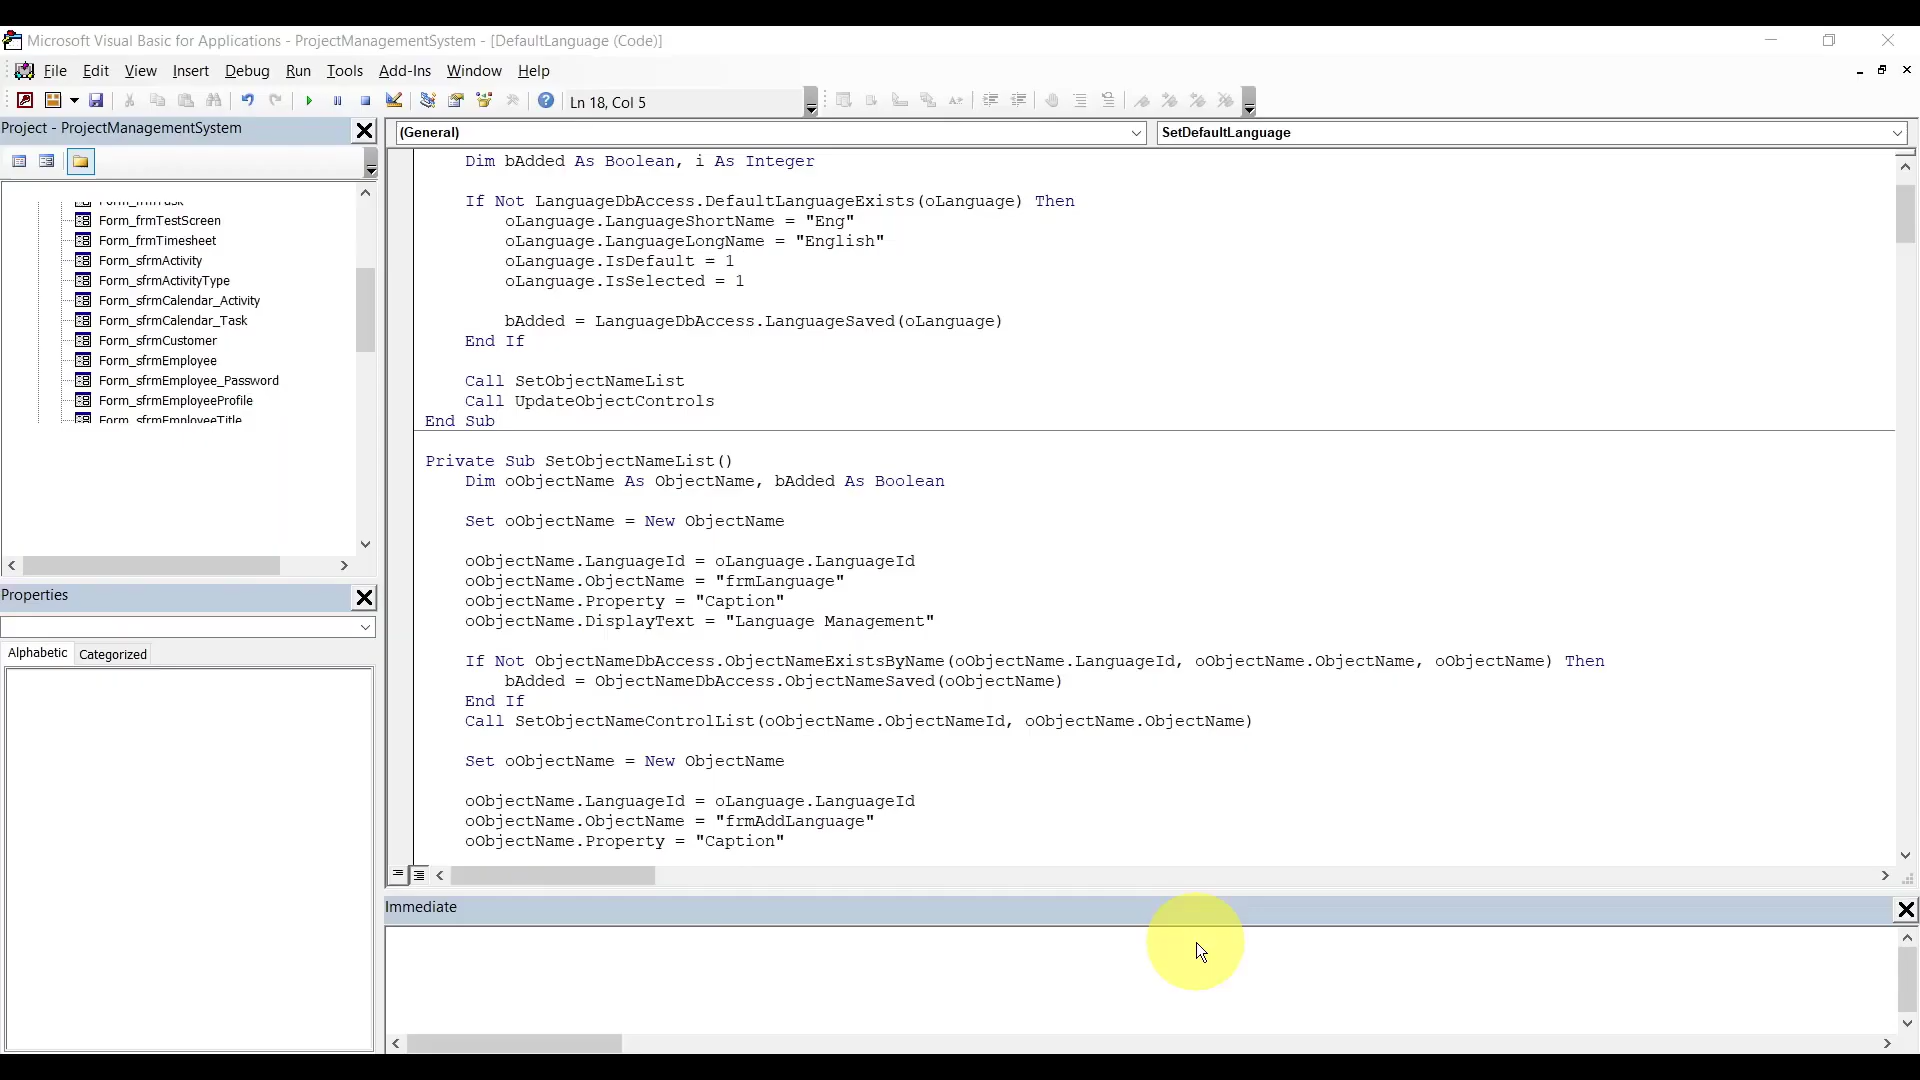 Microsoft Visual Basic for Applications - ProjectManagementSystem - [DefaultLanguage (Code)]
File Edit View Insert Debug Run Tools Add-Ins Window Help
Ln 18, Col 5
Project - ProjectManagementSystem
Form_frmTask
Form_frmTestScreen
Form_frmTimesheet
Form_sfrmActivity
Form_sfrmActivityType
Form_sfrmCalendar_Activity
Form_sfrmCalendar_Task
Form_sfrmCustomer
Form_sfrmEmployee
Form_sfrmEmployee_Password
Form_sfrmEmployeeProfile
Form_sfrmEmployeeTitle
Properties
Alphabetic Categorized
(General) SetDefaultLanguage
Dim bAdded As Boolean, i As Integer
If Not LanguageDbAccess.DefaultLanguageExists(oLanguage) Then
oLanguage.LanguageShortName = "Eng"
oLanguage.LanguageLongName = "English"
oLanguage.IsDefault = 1
oLanguage.IsSelected = 1
bAdded = LanguageDbAccess.LanguageSaved(oLanguage)
End If
Call SetObjectNameList
Call UpdateObjectControls
End Sub
Private Sub SetObjectNameList()
Dim oObjectName As ObjectName, bAdded As Boolean
Set oObjectName = New ObjectName
oObjectName.LanguageId = oLanguage.LanguageId
oObjectName.ObjectName = "frmLanguage"
oObjectName.Property = "Caption"
oObjectName.DisplayText = "Language Management"
If Not ObjectNameDbAccess.ObjectNameExistsByName(oObjectName.LanguageId, oObjectName.ObjectName, oObjectName) Then
bAdded = ObjectNameDbAccess.ObjectNameSaved(oObjectName)
End If
Call SetObjectNameControlList(oObjectName.ObjectNameId, oObjectName.ObjectName)
Set oObjectName = New ObjectName
oObjectName.LanguageId = oLanguage.LanguageId
oObjectName.ObjectName = "frmAddLanguage"
oObjectName.Property = "Caption"
Immediate